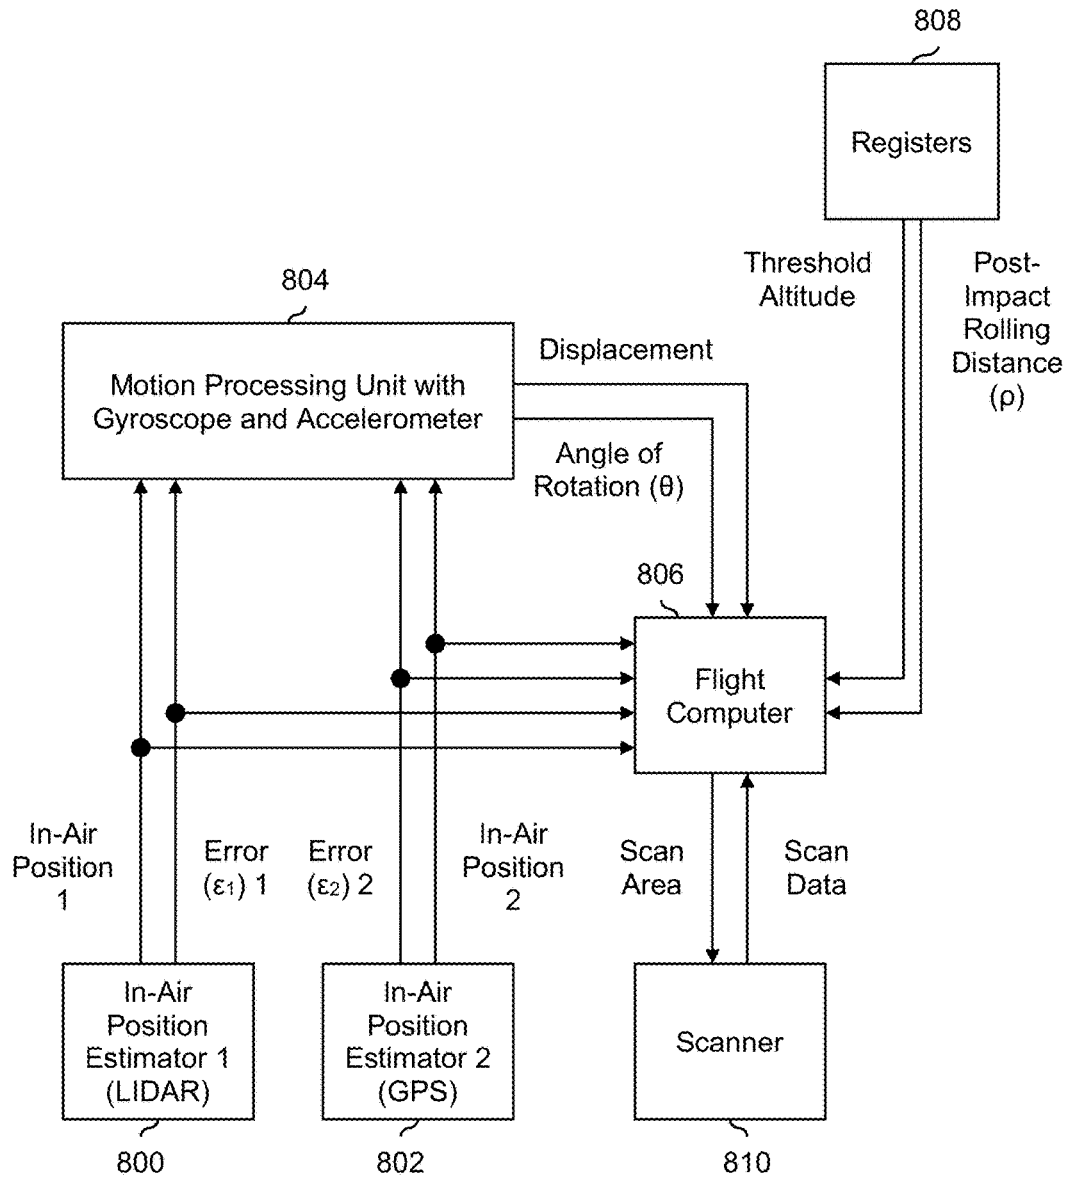 808
Registers
Threshold
Altitude
Post-
Impact
Rolling
Distance
(ρ)
804
Motion Processing Unit with
Gyroscope and Accelerometer
Displacement
Angle of
Rotation (θ)
806
Flight
Computer
In-Air
Position
1
Error
(ε₁) 1
Error
(ε₂) 2
In-Air
Position
2
Scan
Area
Scan
Data
In-Air
Position
Estimator 1
(LIDAR)
In-Air
Position
Estimator 2
(GPS)
Scanner
800
802
810